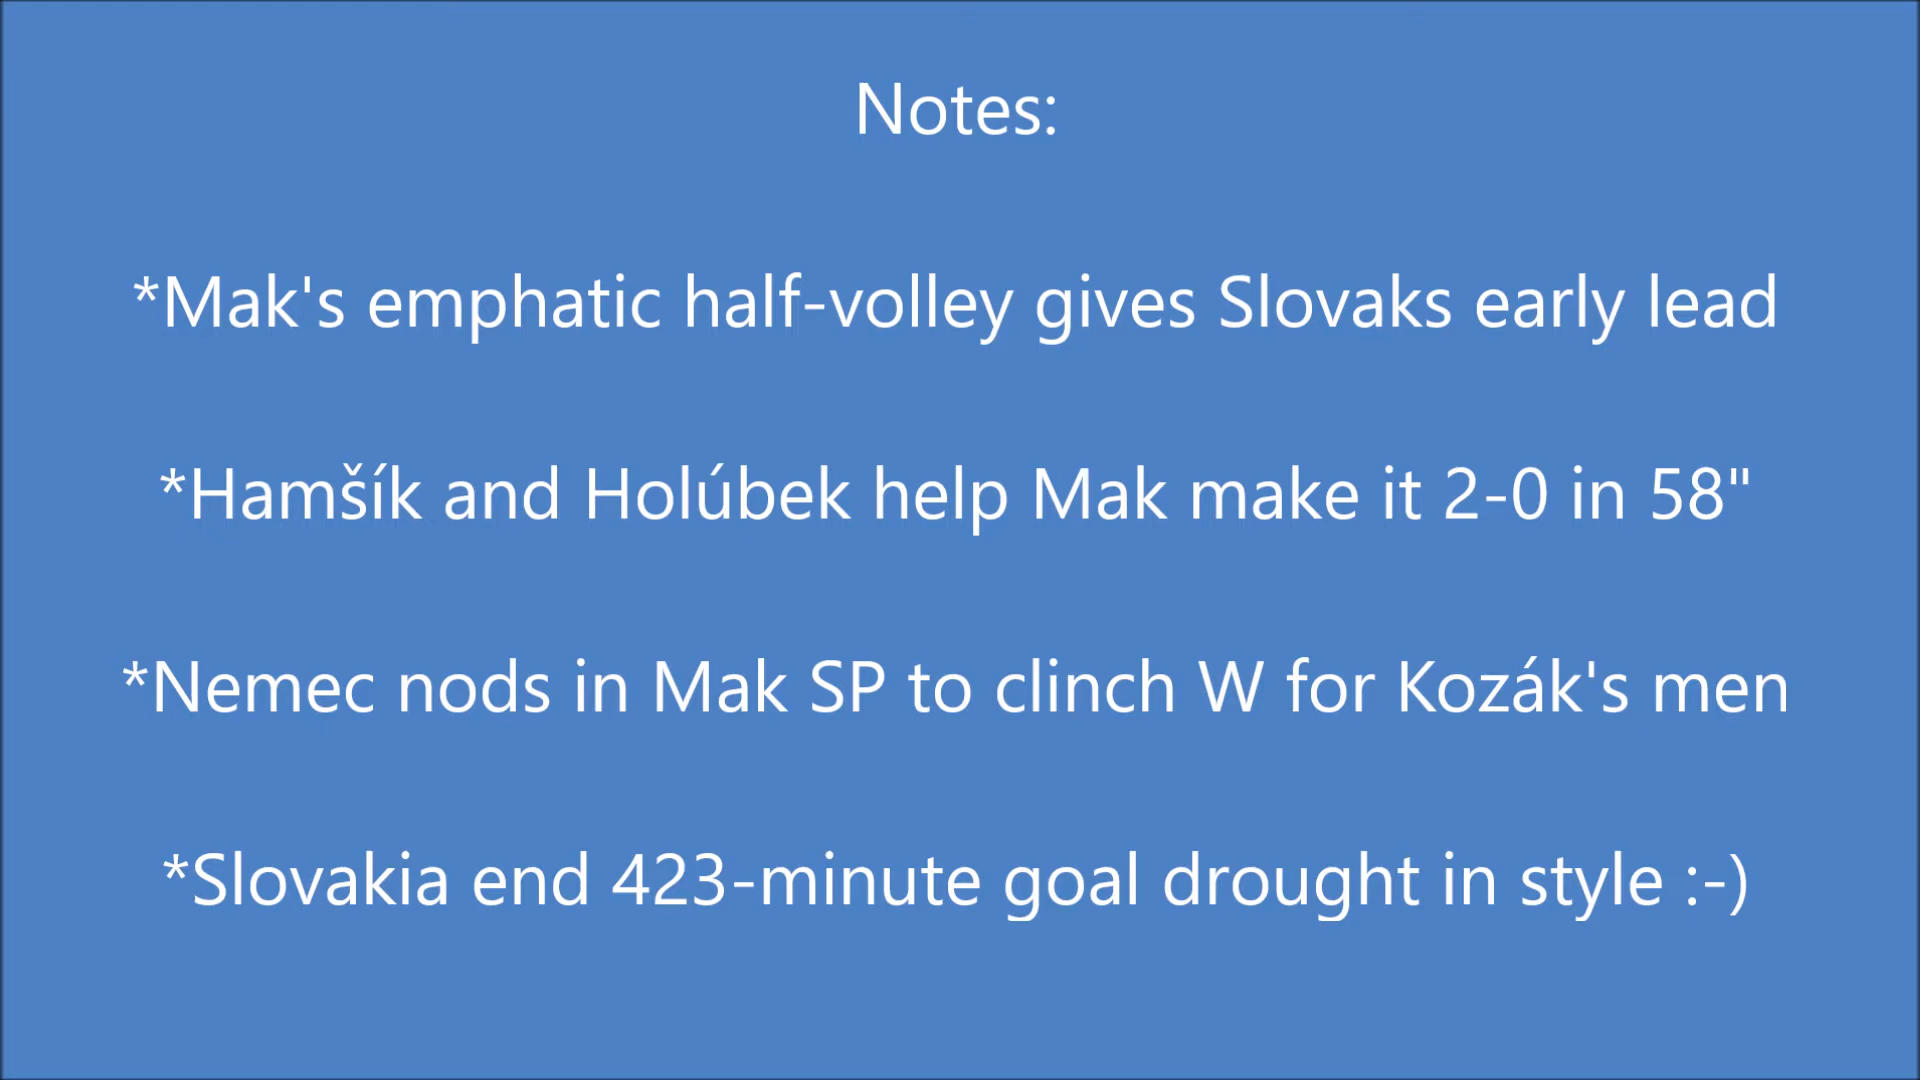 Notes:
*Mak's emphatic half-volley gives Slovaks early lead
*Hamšík and Holúbek help Mak make it 2-0 in 58"
*Nemec nods in Mak SP to clinch W for Kozák's men
*Slovakia end 423-minute goal drought in style :-)